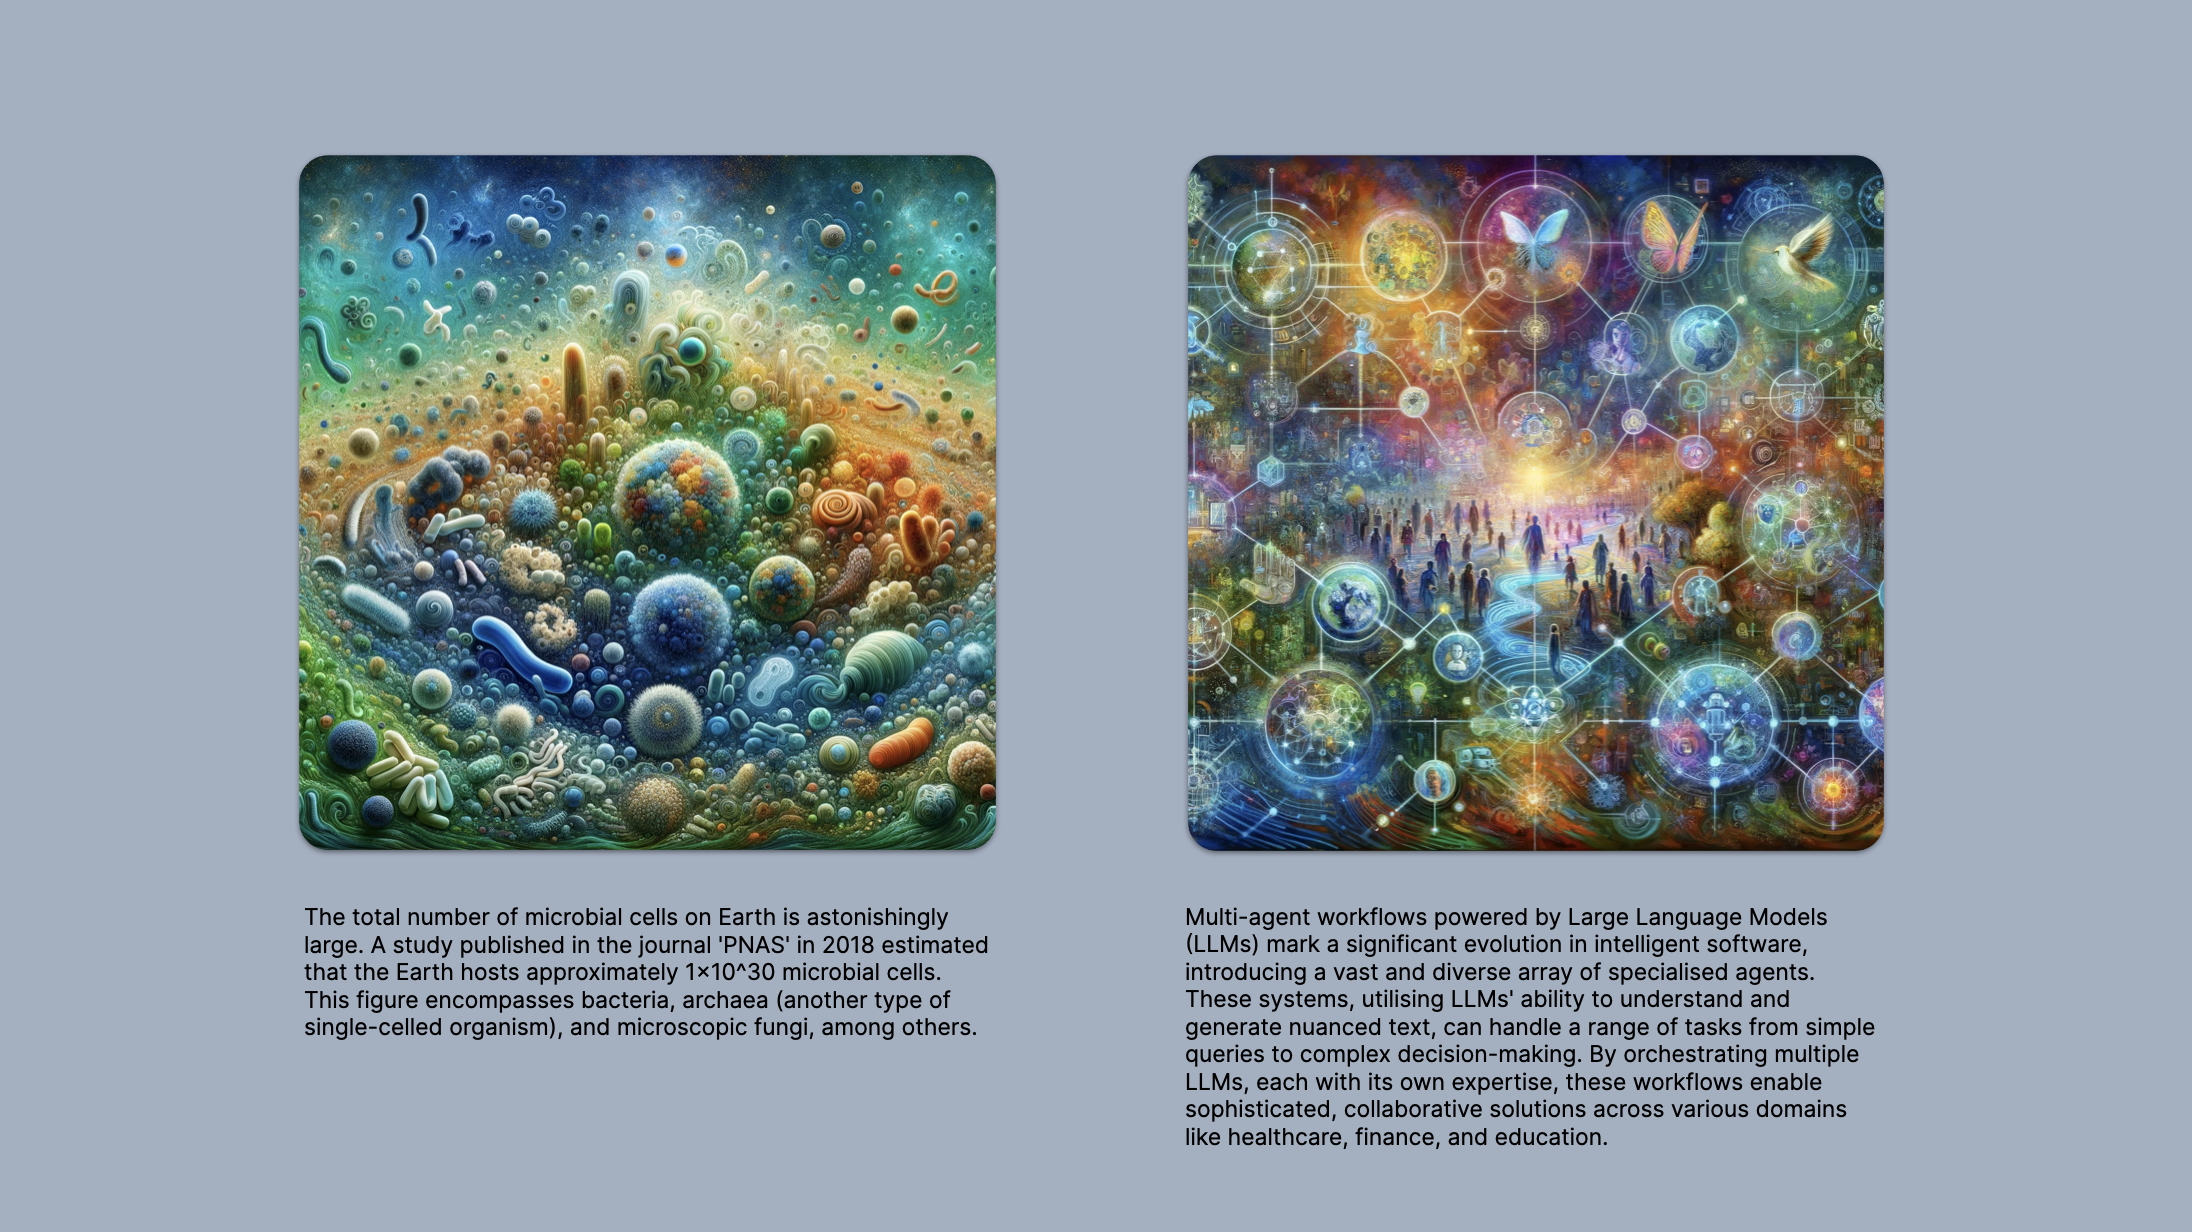 The total number of microbial cells on Earth is astonishingly
large. A study published in the journal 'PNAS' in 2018 estimated
that the Earth hosts approximately 1×10^30 microbial cells.
This figure encompasses bacteria, archaea (another type of
single-celled organism), and microscopic fungi, among others.
Multi-agent workflows powered by Large Language Models
(LLMs) mark a significant evolution in intelligent software,
introducing a vast and diverse array of specialised agents.
These systems, utilising LLMs' ability to understand and
generate nuanced text, can handle a range of tasks from simple
queries to complex decision-making. By orchestrating multiple
LLMs, each with its own expertise, these workflows enable
sophisticated, collaborative solutions across various domains
like healthcare, finance, and education.